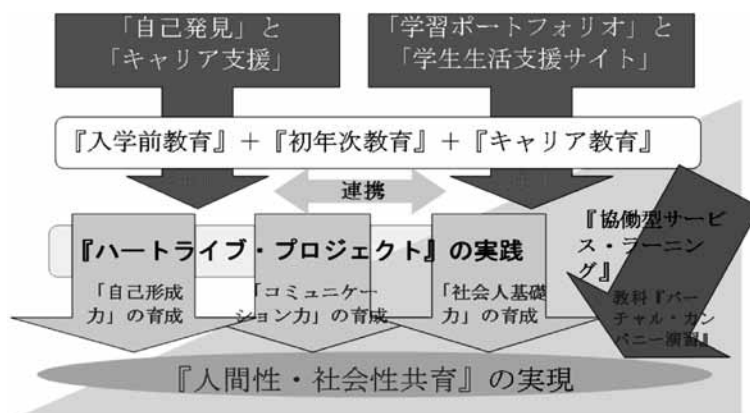 「自己発見」と
「キャリア支援」
「学習ポートフォリオ」と
「学生生活支援サイト」
『入学前教育』＋『初年次教育』＋『キャリア教育』
連携
『ハートライブ・プロジェクト』の実践
「自己形成
力」の育成
「コミュニケー
ション力」の育成
「社会人基礎
力」の育成
『協働型サービ
ス・ラーニン
グ』
教科『バー
チャル・カン
パニー演習』
『人間性・社会性共育』の実現